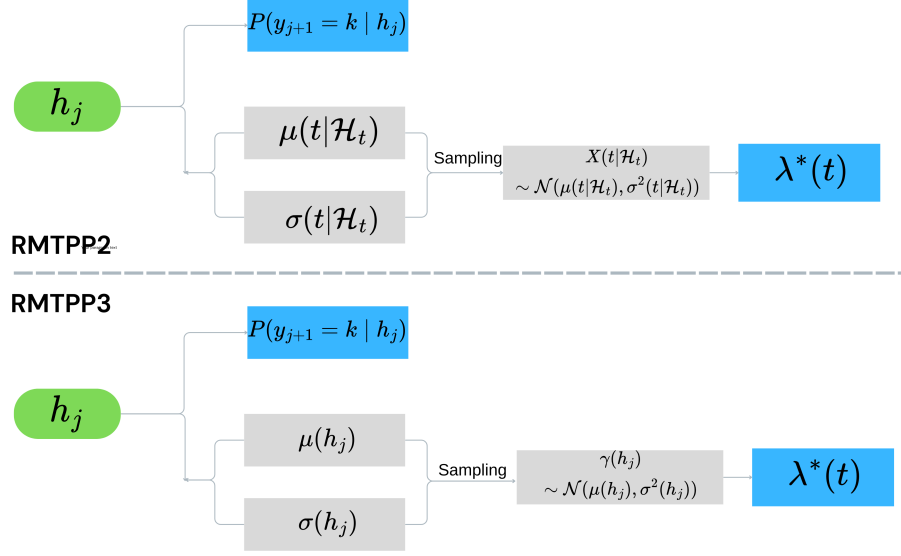 P(y_{j+1} = k | h_j)
h_j
μ(t|ℋ_t)
Sampling
X(t|ℋ_t)
∼ 𝒩(μ(t|ℋ_t), σ²(t|ℋ_t))
λ*(t)
σ(t|ℋ_t)
RMTPP2
RMTPP3
P(y_{j+1} = k | h_j)
h_j
μ(h_j)
Sampling
γ(h_j)
∼ 𝒩(μ(h_j), σ²(h_j))
λ*(t)
σ(h_j)